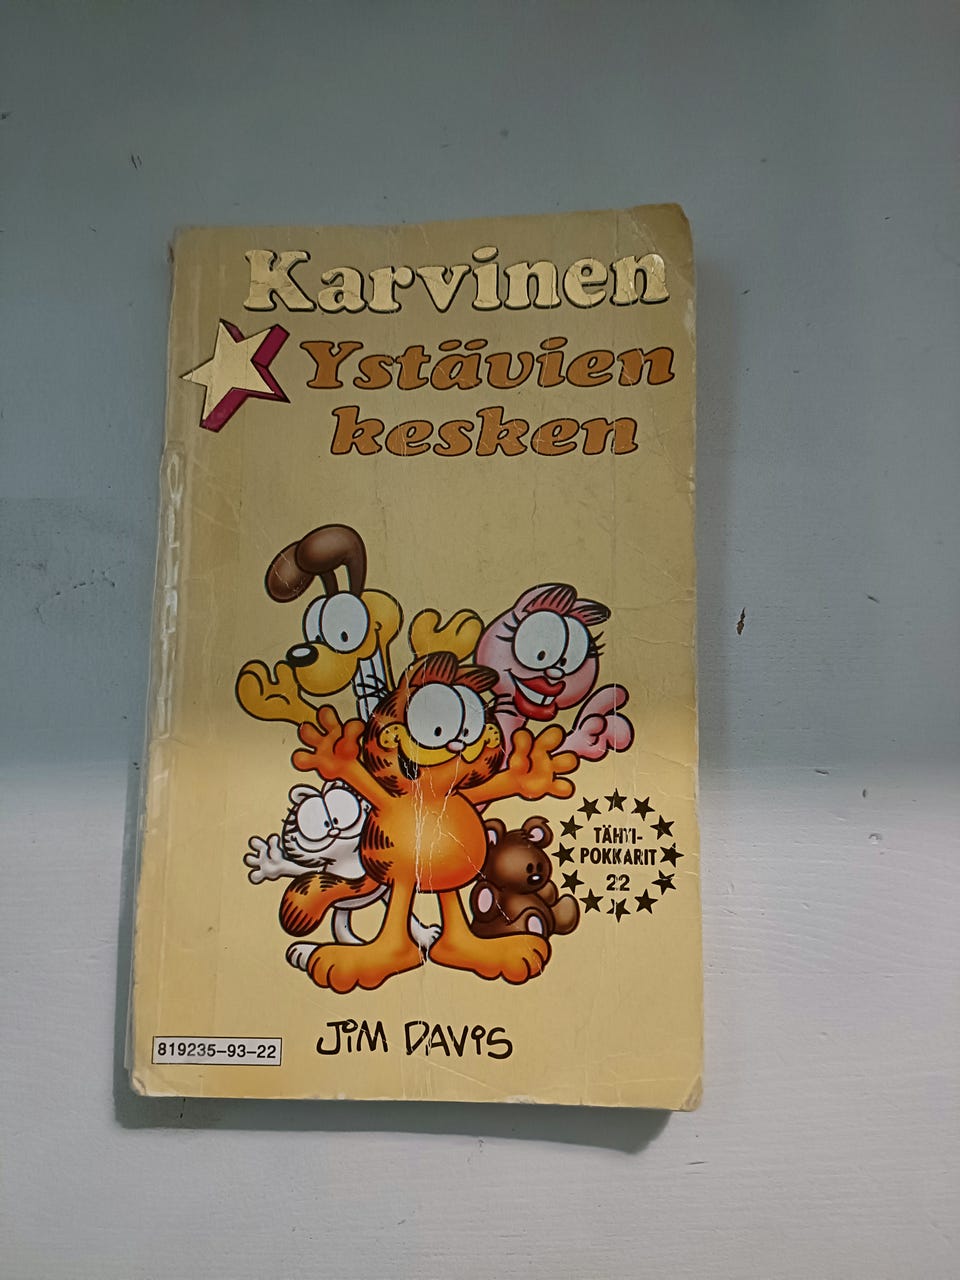 Karvinen
Ystävien
kesken
TÄHTI-
POKKARIT
22
JIM DAVIS
819235-93-22